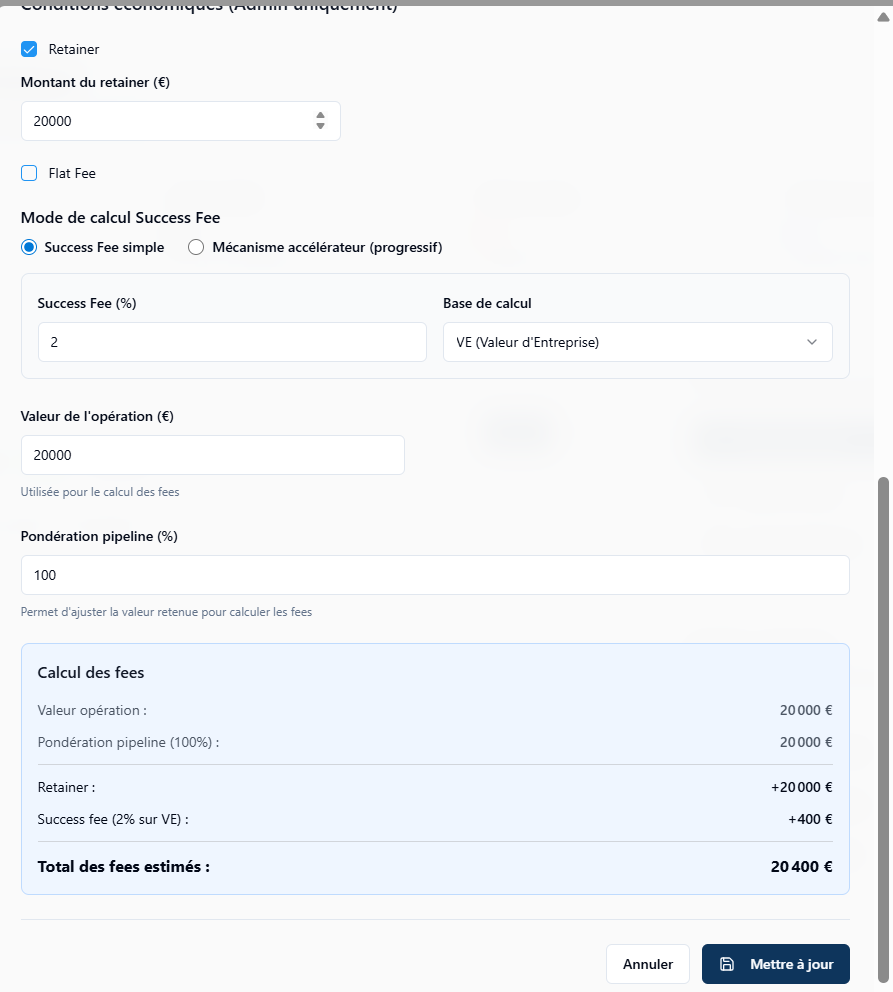 Conditions économiques (Admin uniquement)
Retainer
Montant du retainer (€)
20000
Flat Fee
Mode de calcul Success Fee
Success Fee simple Mécanisme accélérateur (progressif)
Success Fee (%) Base de calcul
2 VE (Valeur d'Entreprise)
Valeur de l'opération (€)
20000
Utilisée pour le calcul des fees
Pondération pipeline (%)
100
Permet d'ajuster la valeur retenue pour calculer les fees
Calcul des fees
Valeur opération : 20 000 €
Pondération pipeline (100%) : 20 000 €
Retainer : +20 000 €
Success fee (2% sur VE) : +400 €
Total des fees estimés : 20 400 €
Annuler Mettre à jour